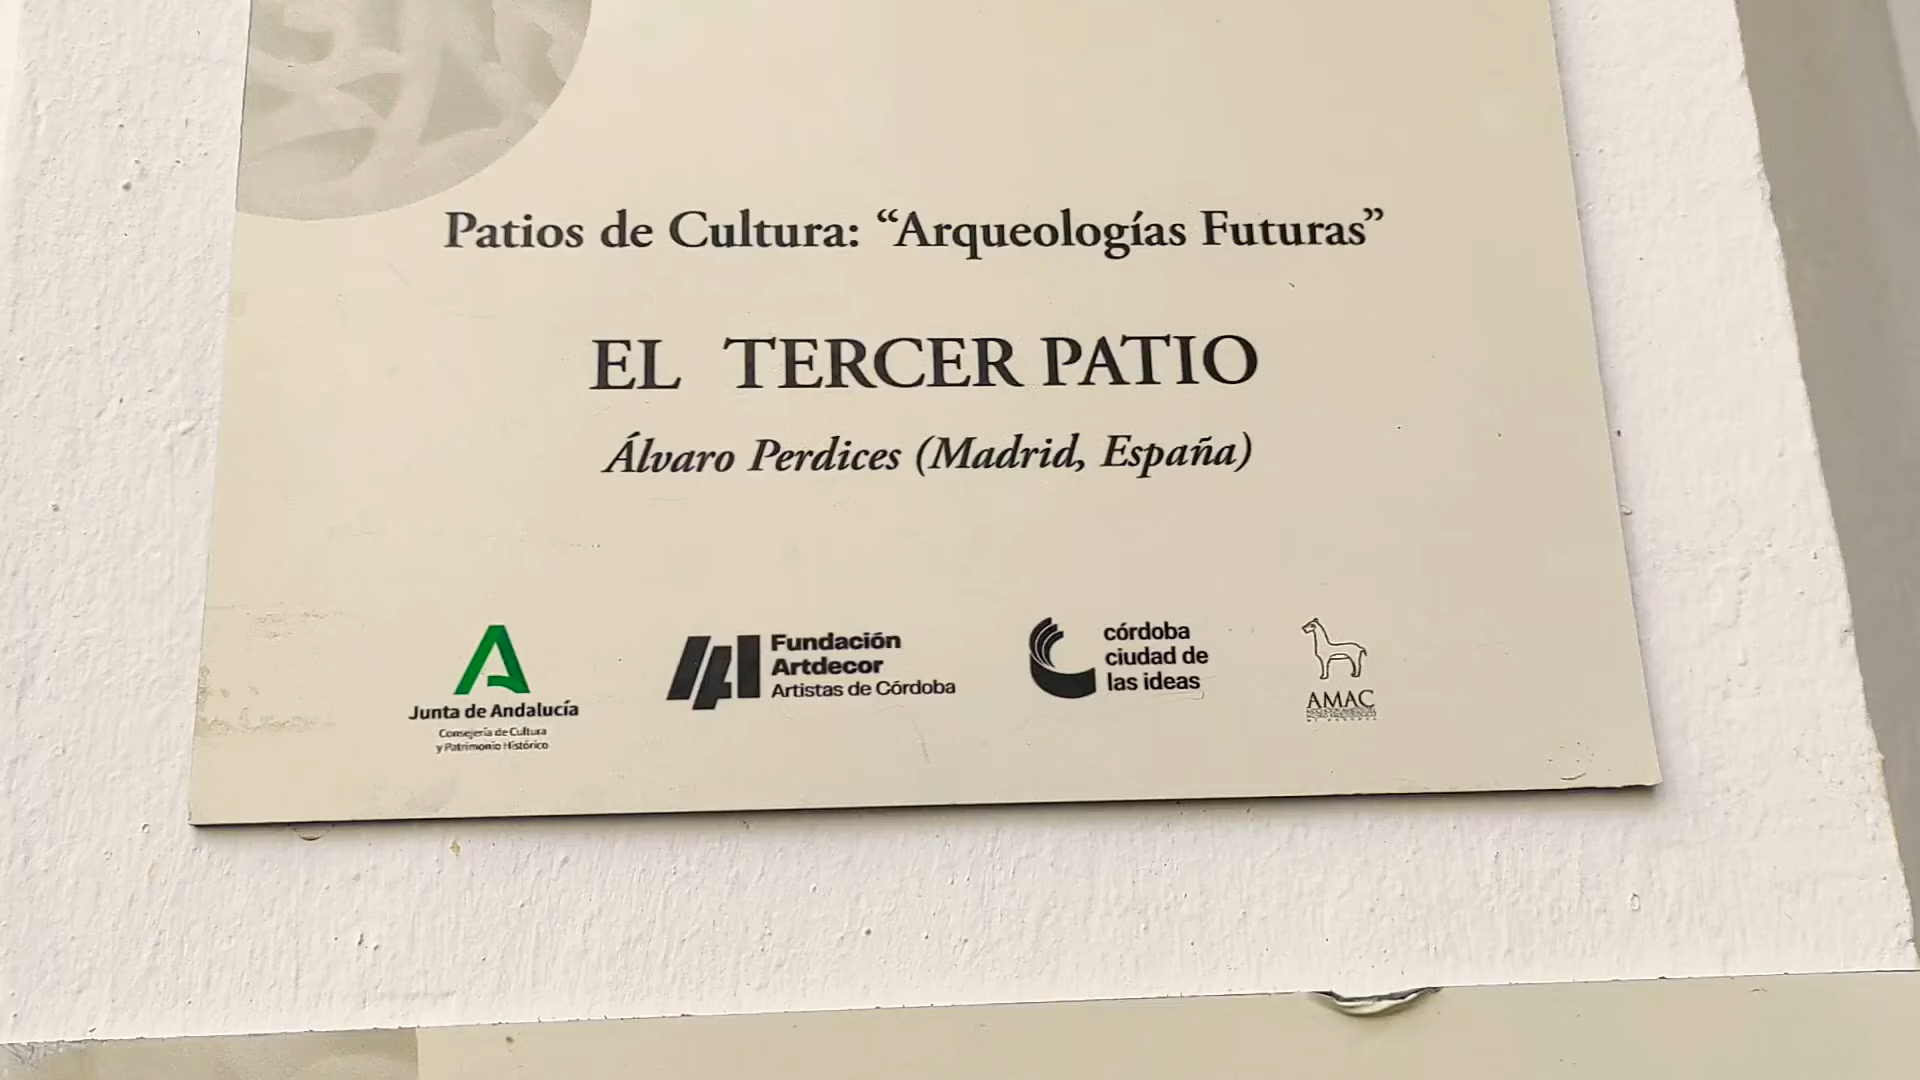 Patios de Cultura: “Arqueologías Futuras”
EL TERCER PATIO
Álvaro Perdices (Madrid, España)
Junta de Andalucía
Consejería de Cultura
y Patrimonio Histórico
Fundación
Artdecor
Artistas de Córdoba
córdoba
ciudad de
las ideas
AMAC